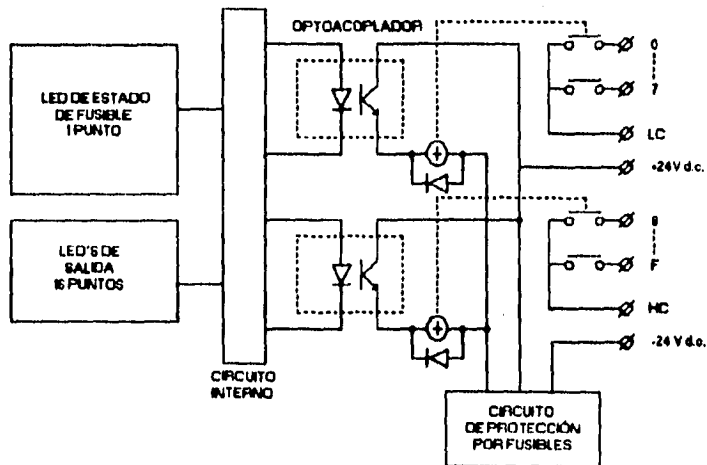 OPTOACOPLADOR
LED DE ESTADO
DE FUSIBLE
1 PUNTO
0
7
LC
+24V d.c.
LED'S DE
SALIDA
16 PUNTOS
8
F
HC
-24 V d.c.
CIRCUITO
INTERNO
CIRCUITO
DE PROTECCIÓN
POR FUSIBLES